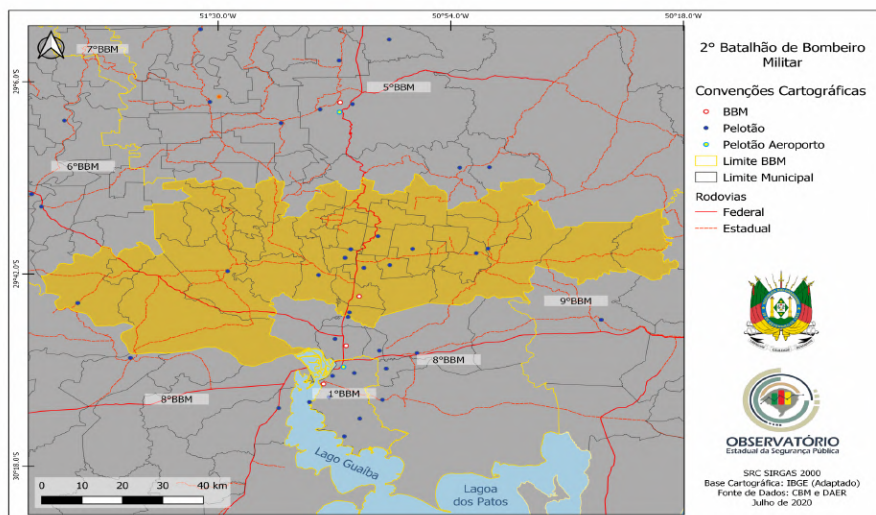 51°30.0'W
50°54.0'W
50°18.0'W
29°6.0'S
29°42.0'S
30°18.0'S
7°BBM
5°BBM
6°BBM
9°BBM
8°BBM
8°BBM
1°BBM
Lago Guaíba
Lagoa
dos Patos
0 10 20 30 40 km
2° Batalhão de Bombeiro
Militar
Convenções Cartográficas
BBM
Pelotão
Pelotão Aeroporto
Limite BBM
Limite Municipal
Rodovias
Federal
Estadual
OBSERVATÓRIO
Estadual da Segurança Pública
SRC SIRGAS 2000
Base Cartográfica: IBGE (Adaptado)
Fonte de Dados: CBM e DAER
Julho de 2020